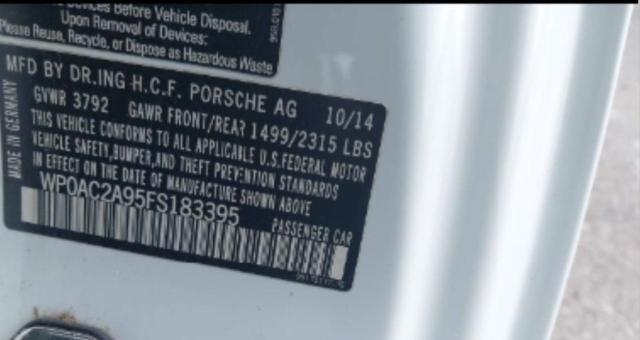 Devices Before Vehicle Disposal.
Upon Removal of Devices:
Please Reuse, Recycle, or Dispose as Hazardous Waste
MFD BY DR.ING H.C.F. PORSCHE AG 10/14
GVWR 3792 GAWR FRONT/REAR 1499/2315 LBS
THIS VEHICLE CONFORMS TO ALL APPLICABLE U.S.FEDERAL MOTOR
VEHICLE SAFETY,BUMPER,AND THEFT PREVENTION STANDARDS
IN EFFECT ON THE DATE OF MANUFACTURE SHOWN ABOVE
WP0AC2A95FS183395
PASSENGER CAR
MADE IN GERMANY